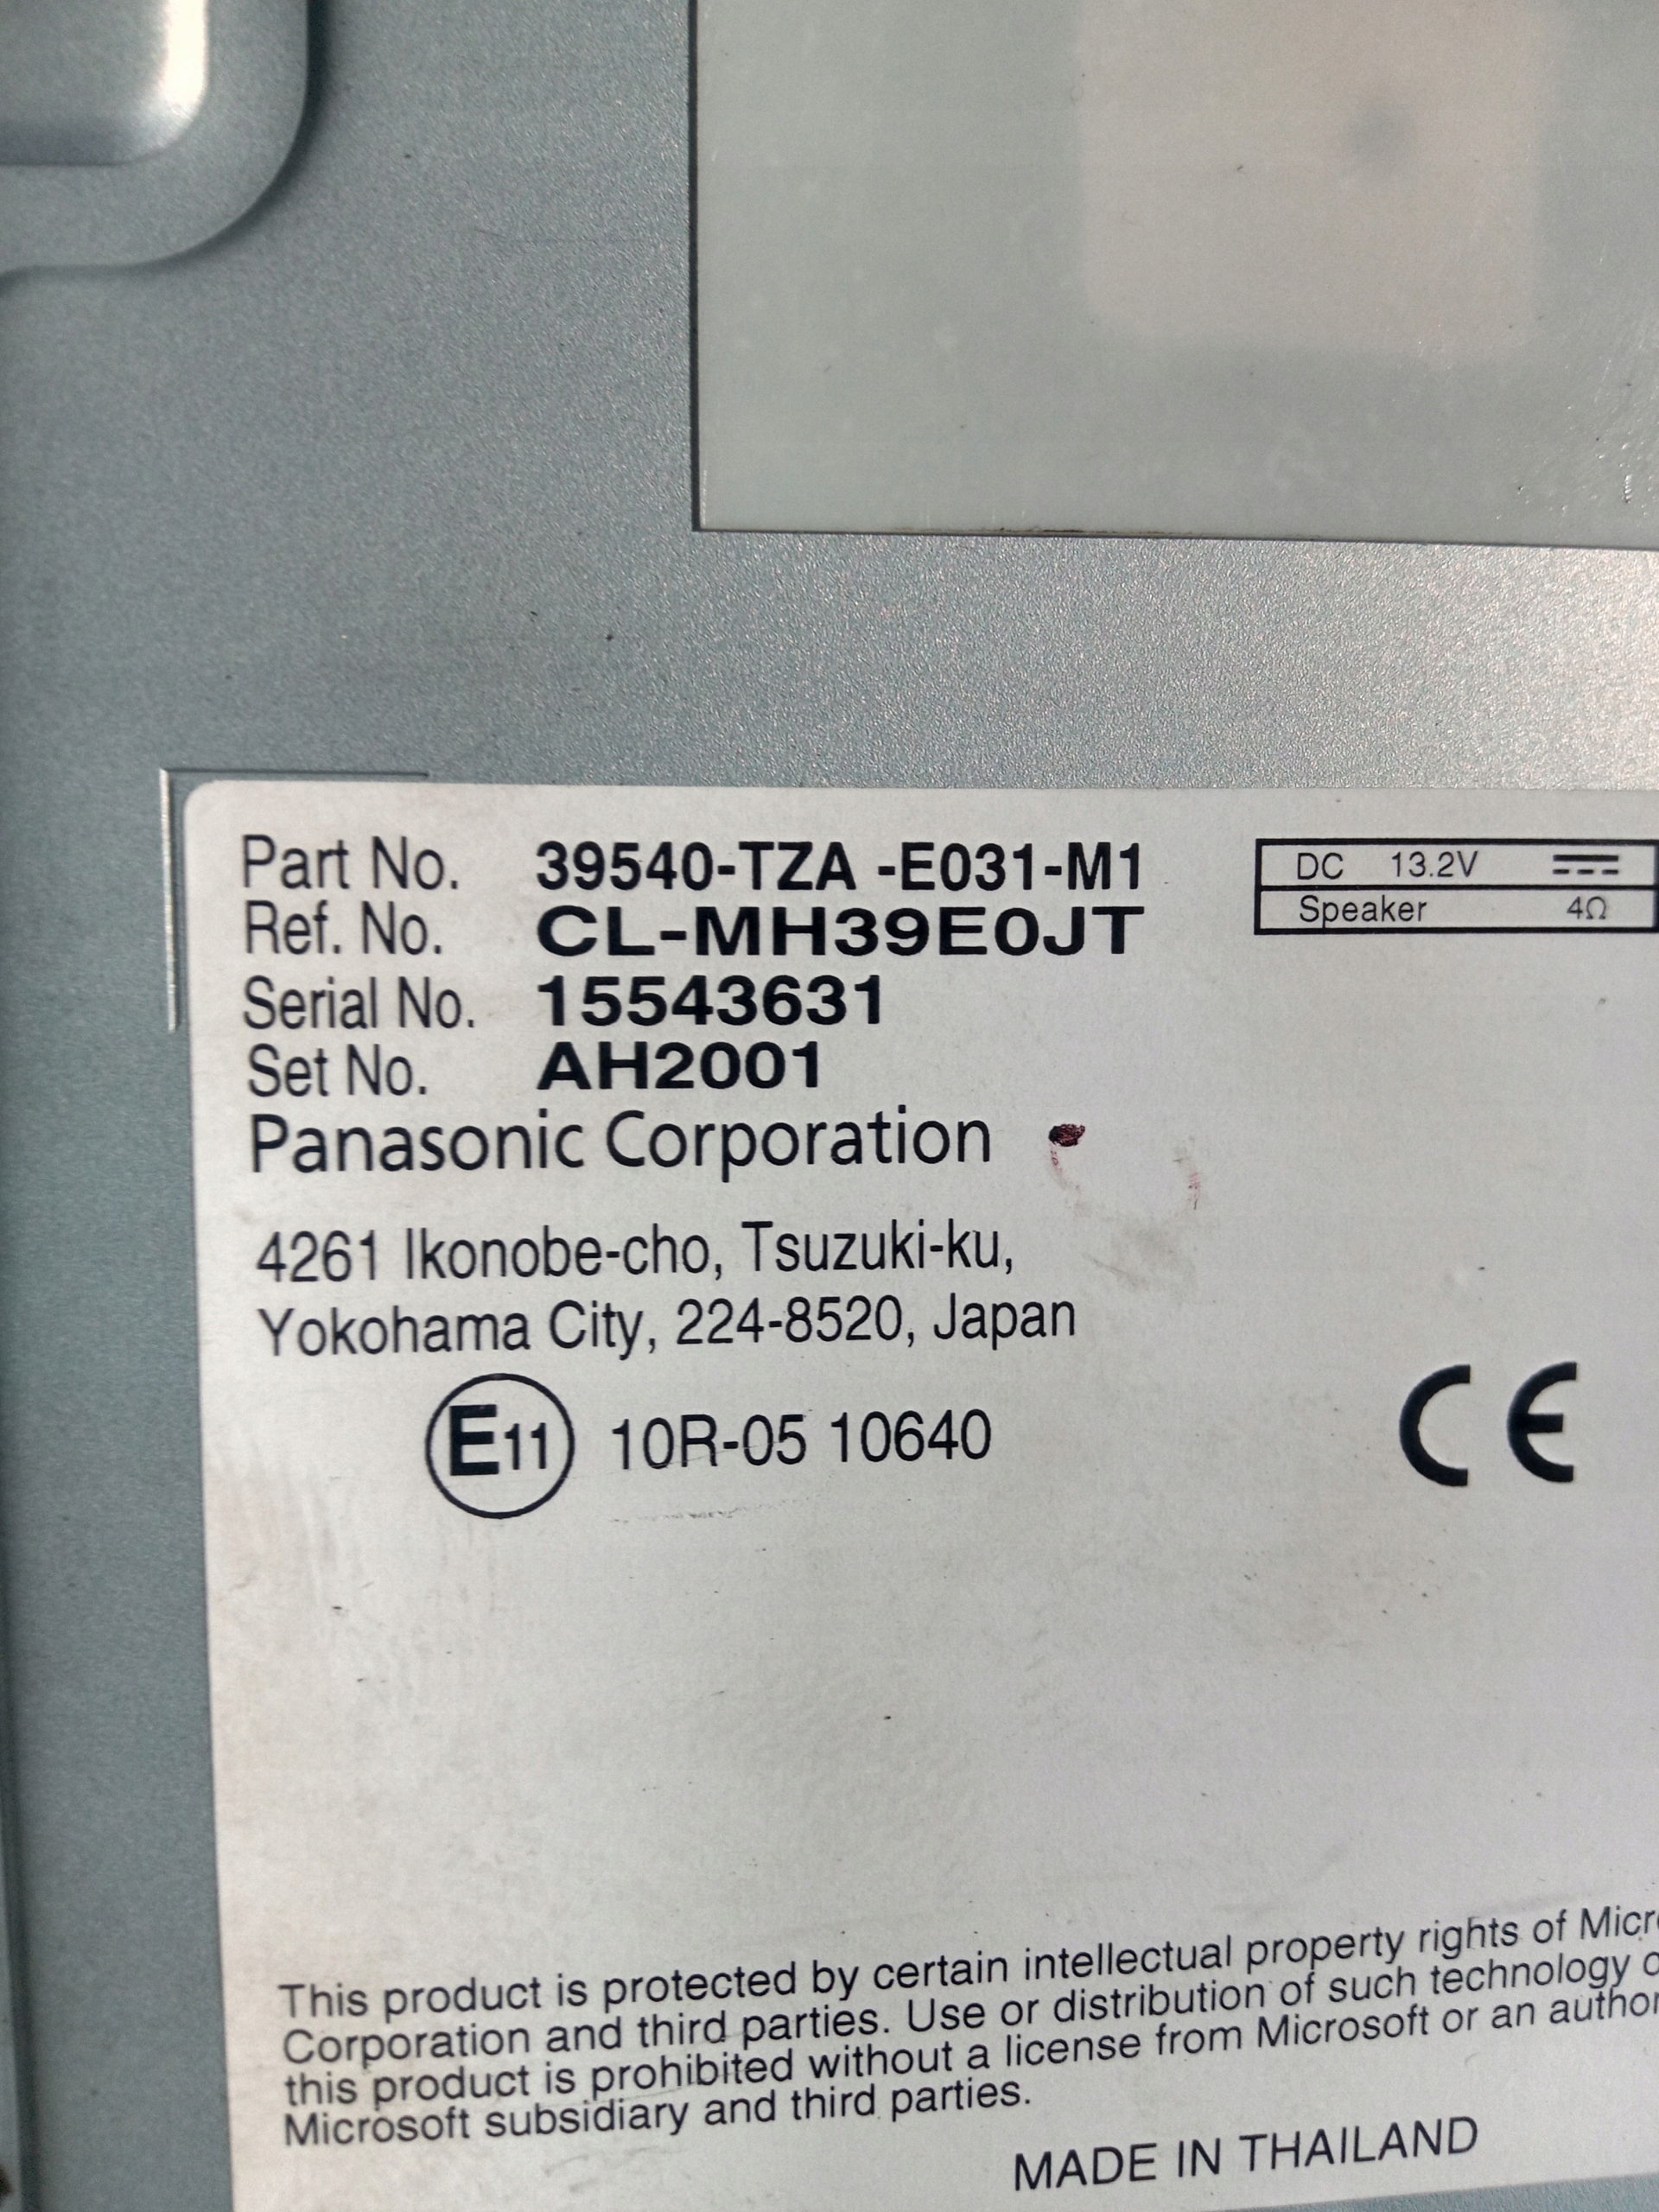 Part No. 39540-TZA -E031-M1
Ref. No. CL-MH39E0JT
Serial No. 15543631
Set No. AH2001
DC 13.2V
Speaker 4Ω
Panasonic Corporation
4261 Ikonobe-cho, Tsuzuki-ku,
Yokohama City, 224-8520, Japan
E11 10R-05 10640
CE
This product is protected by certain intellectual property rights of
Corporation and third parties. Use or distribution of such technology
this product is prohibited without a license from Microsoft or an
Microsoft subsidiary and third parties.
MADE IN THAILAND